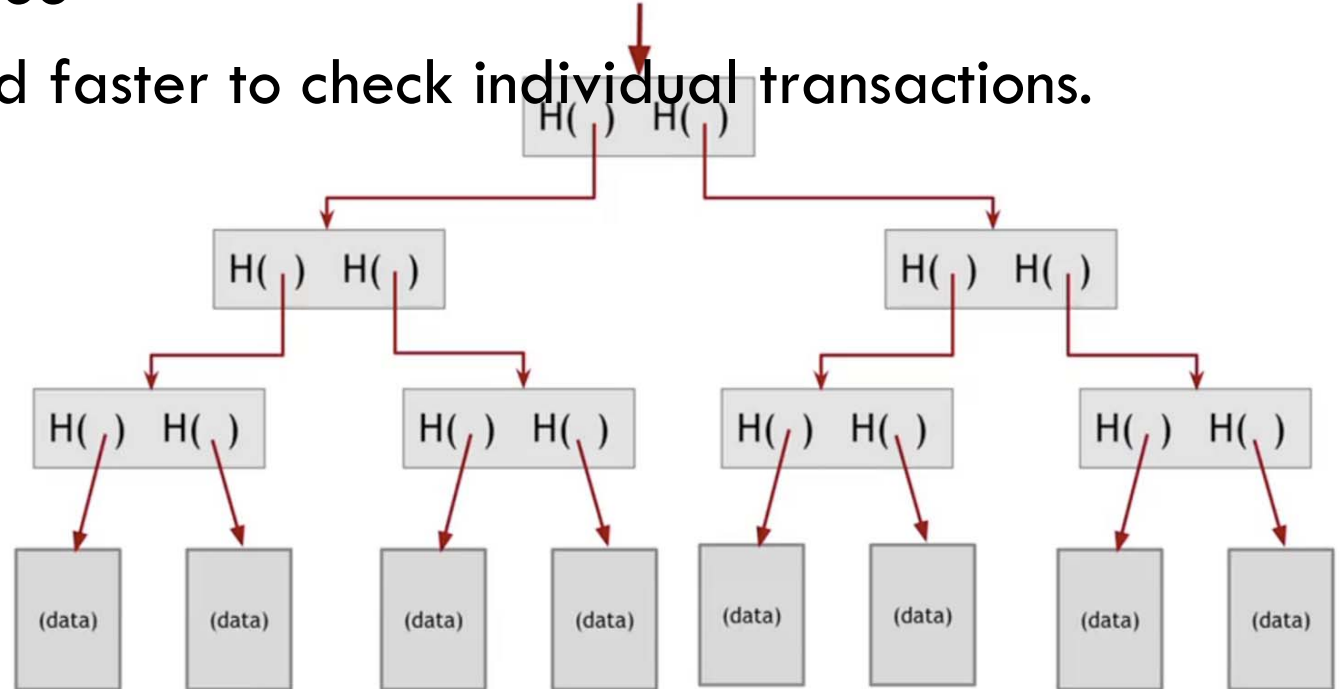 d faster to check individual transactions.
H( ) H( )
H( ) H( ) H( ) H( )
H( ) H( ) H( ) H( ) H( ) H( ) H( ) H( )
(data) (data) (data) (data) (data) (data) (data) (data)